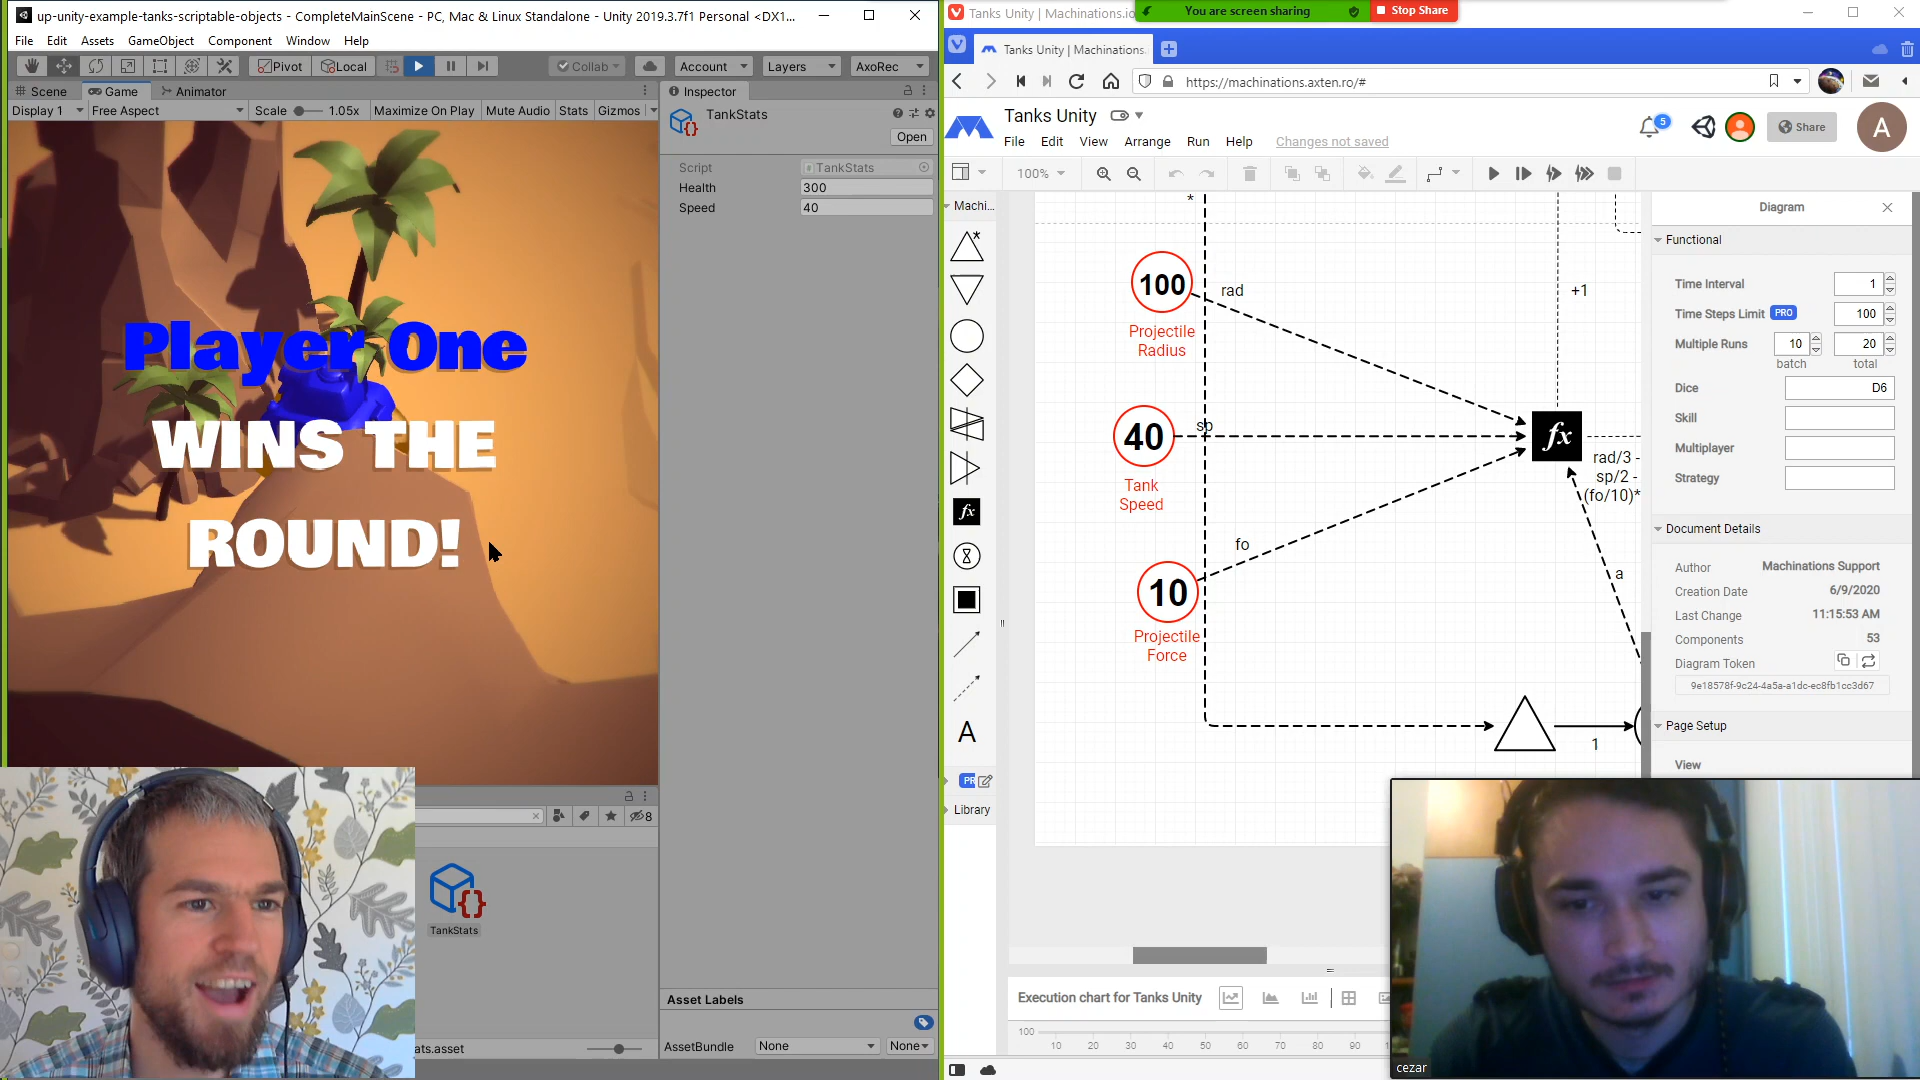 up-unity-example-tanks-scriptable-objects - CompleteMainScene - PC, Mac & Linux Standalone - Unity 2019.3.7f1 Personal <DX1...
File Edit Assets GameObject Component Window Help
Pivot Local Collab Account Layers AxoRec
Scene Game Animator
Display 1 Free Aspect Scale 1.05x Maximize On Play Mute Audio Stats Gizmos
Player One
WINS THE
ROUND!
Inspector
TankStats
Open
Script TankStats
Health 300
Speed 40
8
TankStats
ats.asset
Asset Labels
AssetBundle None None
Tanks Unity | Machinations.io
You are screen sharing
Stop Share
Tanks Unity | Machinations.
https://machinations.axten.ro/#
Tanks Unity
File Edit View Arrange Run Help Changes not saved
5
Share
A
100%
Machi...
fx
A
PR
Library
*
100
rad
Projectile
Radius
+1
40
sp
Tank
Speed
fx
rad/3 -
sp/2 -
(fo/10)*
fo
10
Projectile
Force
a
1
Diagram
Functional
Time Interval 1
Time Steps Limit PRO 100
Multiple Runs 10 20
batch total
Dice D6
Skill
Multiplayer
Strategy
Document Details
Author Machinations Support
Creation Date 6/9/2020
Last Change 11:15:53 AM
Components 53
Diagram Token
9e18578f-9c24-4a5a-a1dc-ec8fb1cc3d67
Page Setup
View
Execution chart for Tanks Unity
100
10 20 30 40 50 60 70 80 90
cezar